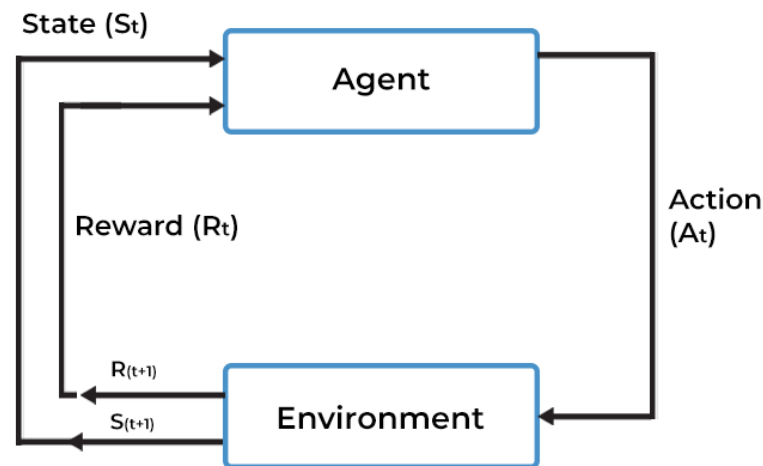 State (St)
Agent
Reward (Rt)
Action
(At)
R(t+1)
S(t+1)
Environment